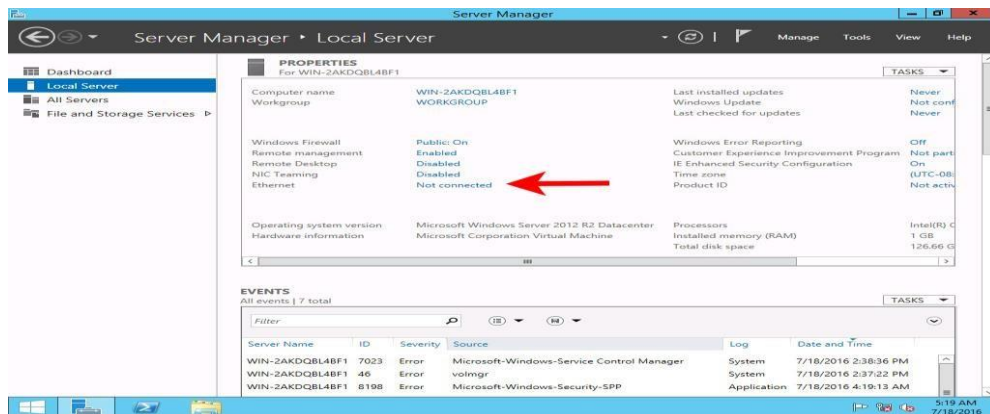 Server Manager
Server Manager • Local Server
Manage Tools View Help
Dashboard
Local Server
All Servers
File and Storage Services
PROPERTIES
For WIN-2AKDQBL4BF1
TASKS
Computer name WIN-2AKDQBL4BF1 Last installed updates Never
Workgroup WORKGROUP Windows Update Not conf
Last checked for updates Never
Windows Firewall Public: On Windows Error Reporting Off
Remote management Enabled Customer Experience Improvement Program Not parti
Remote Desktop Disabled IE Enhanced Security Configuration On
NIC Teaming Disabled Time zone (UTC-08:
Ethernet Not connected Product ID Not activ
Operating system version Microsoft Windows Server 2012 R2 Datacenter Processors Intel(R) C
Hardware information Microsoft Corporation Virtual Machine Installed memory (RAM) 1 GB
Total disk space 126.66 G
EVENTS
All events | 7 total
TASKS
Filter
Server Name ID Severity Source Log Date and Time
WIN-2AKDQBL4BF1 7023 Error Microsoft-Windows-Service Control Manager System 7/18/2016 2:38:36 PM
WIN-2AKDQBL4BF1 46 Error volmgr System 7/18/2016 2:37:22 PM
WIN-2AKDQBL4BF1 8198 Error Microsoft-Windows-Security-SPP Application 7/18/2016 4:19:13 AM
5:19 AM
7/18/2016